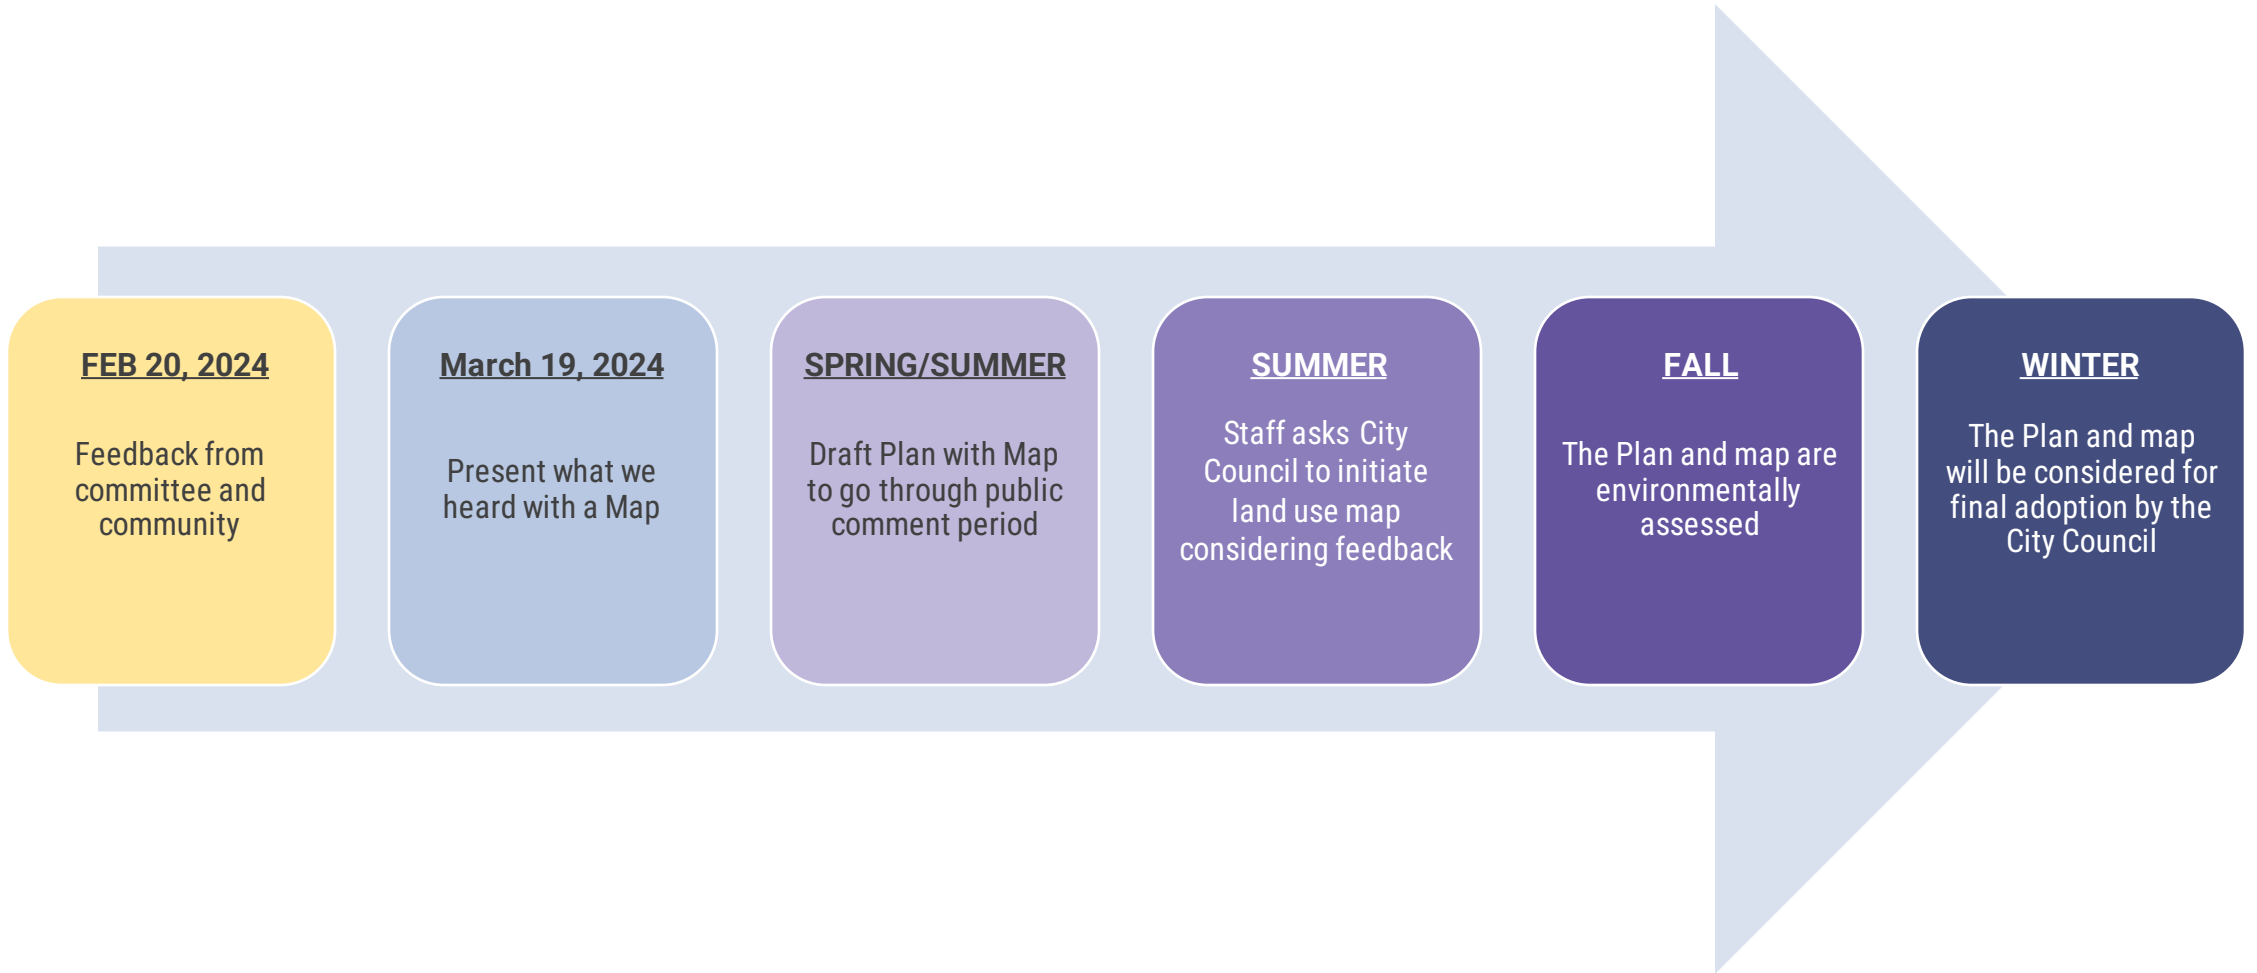 FEB 20, 2024
Feedback from
committee and
community
March 19, 2024
Present what we
heard with a Map
SPRING/SUMMER
Draft Plan with Map
to go through public
comment period
SUMMER
Staff asks City
Council to initiate
land use map
considering feedback
FALL
The Plan and map are
environmentally
assessed
WINTER
The Plan and map
will be considered for
final adoption by the
City Council